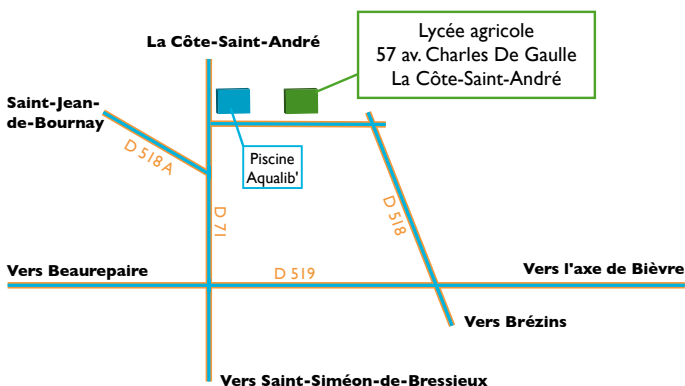 La Côte-Saint-André
Lycée agricole
57 av. Charles De Gaulle
La Côte-Saint-André
Saint-Jean-
de-Bournay
D 518A
Piscine
Aqualib'
D 71
D 518
Vers Beaurepaire
D 519
Vers l'axe de Bièvre
Vers Brézins
Vers Saint-Siméon-de-Bressieux